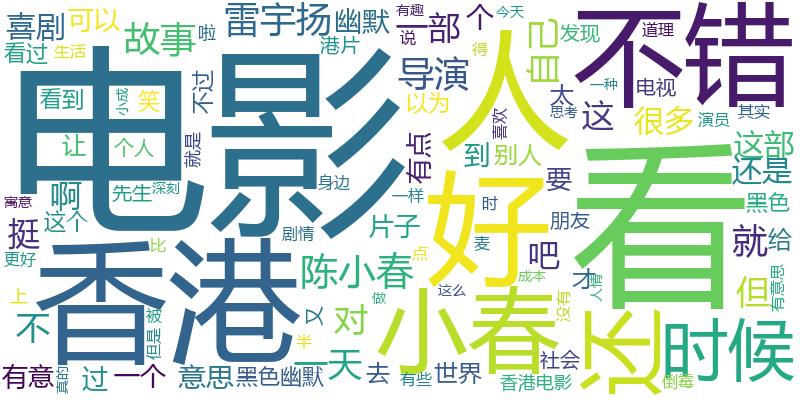 喜剧
可以
雷宇扬
幽默
有趣
今天
一部
个
不错
道理
看过
生活
故事
啦
港片
说
得
自己
发现
电影
人
看到
小成
笑
不过
导演
以为
太
思考
一种
电视
这
很多
演员
其实
让
个人
就是
有点
喜欢
到
别人
这部
还是
啊
先生
深刻
身边
要
看
寓意
挺
这个
剧情
一样
好
时
朋友
黑色
就
给
片子
吧
更好
比
香港
陈小春
点
麦
才
人情
但
有意思
上
但是
被
做
这么
成本
没有
不
又
对
小春
还
时候
半
有意
真的
过
一个
意思
黑色幽默
一天
去
有些
世界
社会
香港电影
倒霉